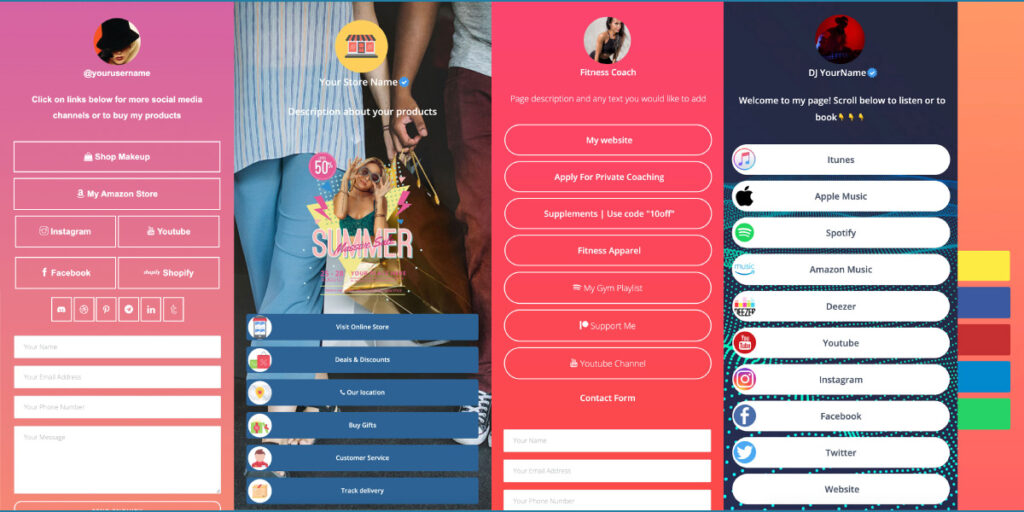 @yourusername
Click on links below for more social media
channels or to buy my products
Shop Makeup
My Amazon Store
Instagram
Youtube
Facebook
shopify Shopify
Your Name
Your Email Address
Your Phone Number
Your Message
Your Store Name
Description about your products
50%
SUMMER
Massive Sale
Visit Online Store
Deals & Discounts
Our location
Buy Gifts
Customer Service
Track delivery
Fitness Coach
Page description and any text you would like to add
My website
Apply For Private Coaching
Supplements | Use code "10off"
Fitness Apparel
My Gym Playlist
Support Me
Youtube Channel
Contact Form
Your Name
Your Email Address
Your Phone Number
DJ YourName
Welcome to my page! Scroll below to listen or to
book👇👇👇
Itunes
Apple Music
Spotify
music
Amazon Music
DEEZER
Deezer
You
Tube
Youtube
Instagram
Facebook
Twitter
Website